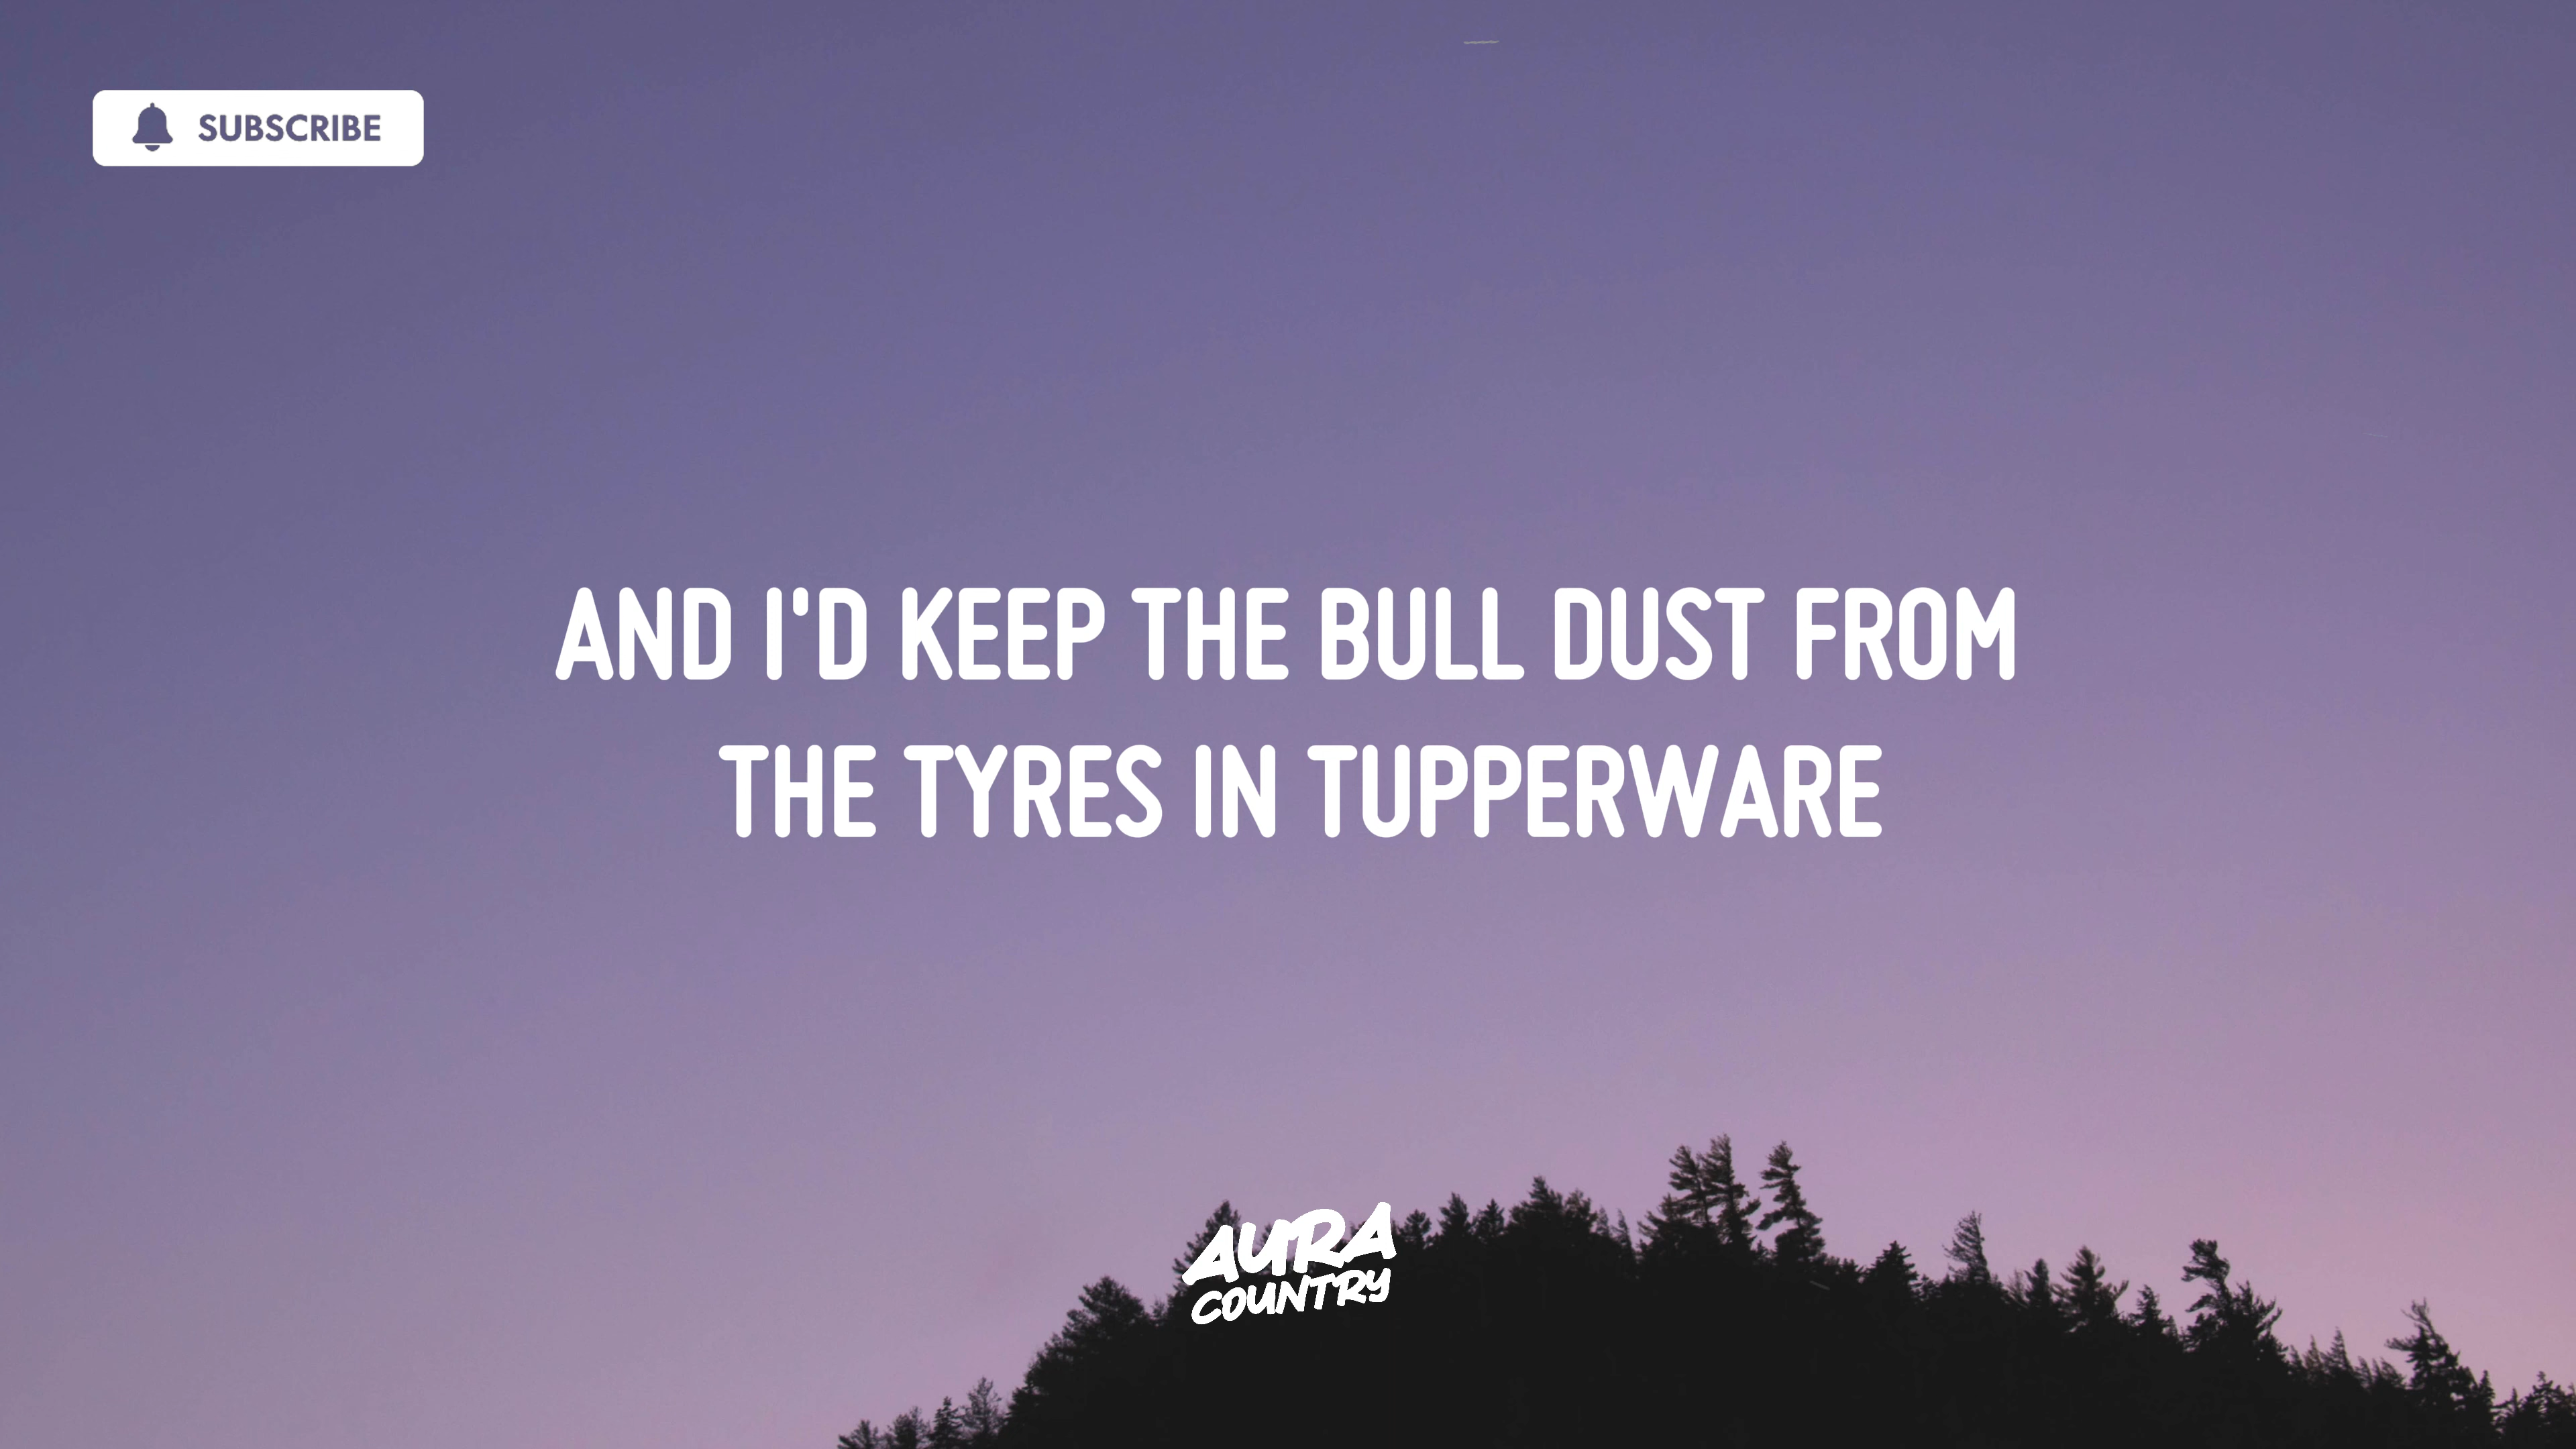 SUBSCRIBE
AND I'D KEEP THE BULL DUST FROM
THE TYRES IN TUPPERWARE
AURA
COUNTRY